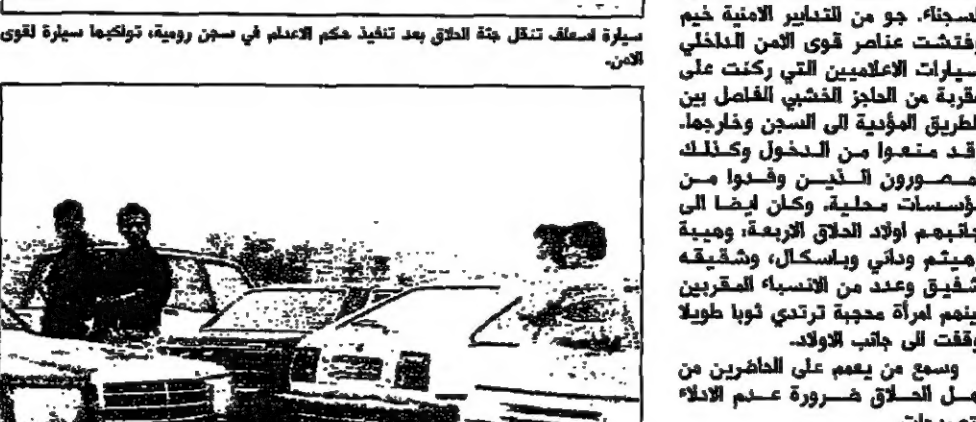 سيارة اسعاف تنقل جثة الحلاق بعد تنفيذ حكم الاعدام في سجن رومية، تواكبها سيارة لقوى
الامن.
السجناء. جو من التدابير الامنية خيم
وفتشت عناصر قوى الامن الداخلي
سيارات الاعلاميين التي ركنت على
مقربة من الحاجز الخشبي الفاصل بين
الطريق المؤدية الى السجن وخارجها.
وقد منعوا من الدخول وكذلك
مصورون الذين وفدوا من
مؤسسات محلية. وكان ايضا الى
جانبهم اولاد الحلاق الاربعة، وهيبة
وهيثم وداني وباسكال، وشقيقه
شفيق وعدد من الانسباء المقربين
بينهم امرأة محجبة ترتدي ثوبا طويلا
وقفت الى جانب الاولاد.
وسمع من يعمم على الحاضرين من
اهل الحلاق ضرورة عدم الادلاء